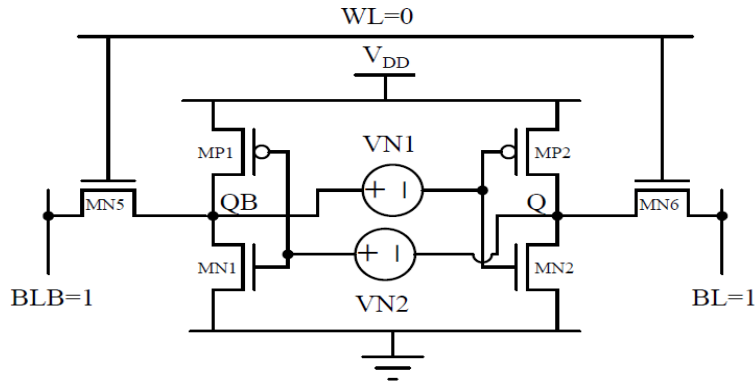 WL=0
V_DD
MP1
VN1
MP2
MN5
QB
+ −
Q
MN6
MN1
+ −
MN2
BLB=1
VN2
BL=1